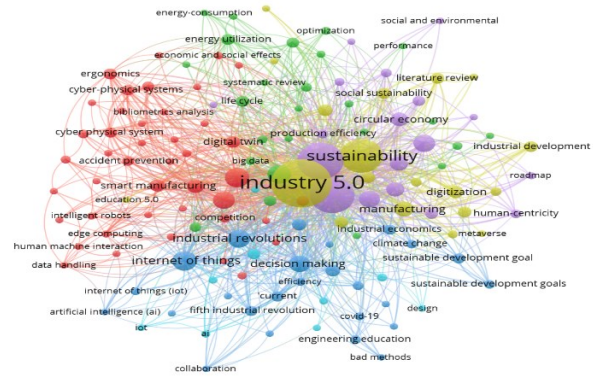 energy-consumption
social and environmental
optimization
energy utilization
performance
economic and social effects
ergonomics
literature review
systematic review
cyber-physical systems
social sustainability
life cycle
bibliometrics analysis
circular economy
cyber-physical system
production efficiency
digital twin
industrial development
sustainability
accident prevention
big data
roadmap
industry 5.0
smart manufacturing
digitization
education 5.0
manufacturing
intelligent robots
competition
human-centricity
industrial economics
edge computing
metaverse
industrial revolutions
human machine interaction
climate change
sustainable development goal
internet of things
decision making
data handling
efficiency
sustainable development goals
internet of things (iot)
'current
design
artificial intelligence (ai)
fifth industrial revolution
covid-19
iot
ai
engineering education
bad methods
collaboration